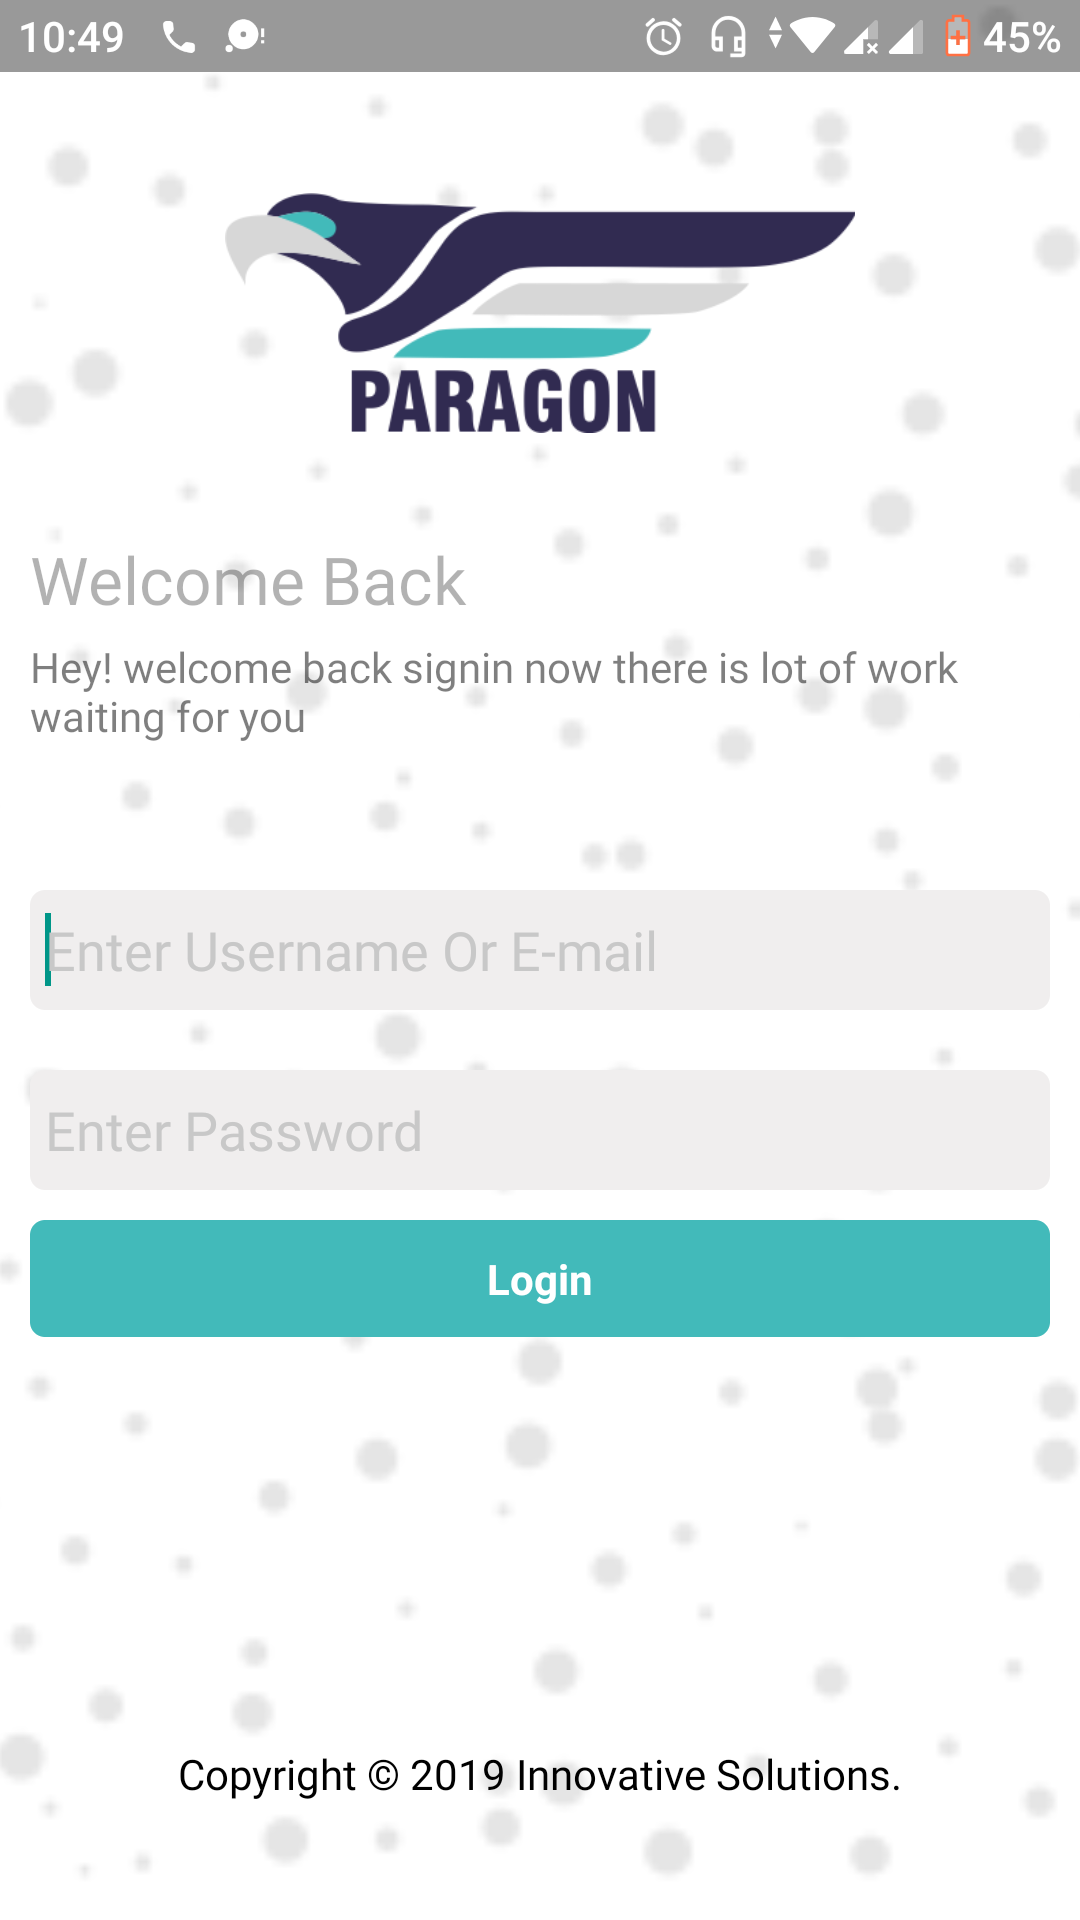 10:49 45%
PARAGON
Welcome Back
Hey! welcome back signin now there is lot of work
waiting for you
Enter Username Or E-mail
Enter Password
Login
Copyright © 2019 Innovative Solutions.